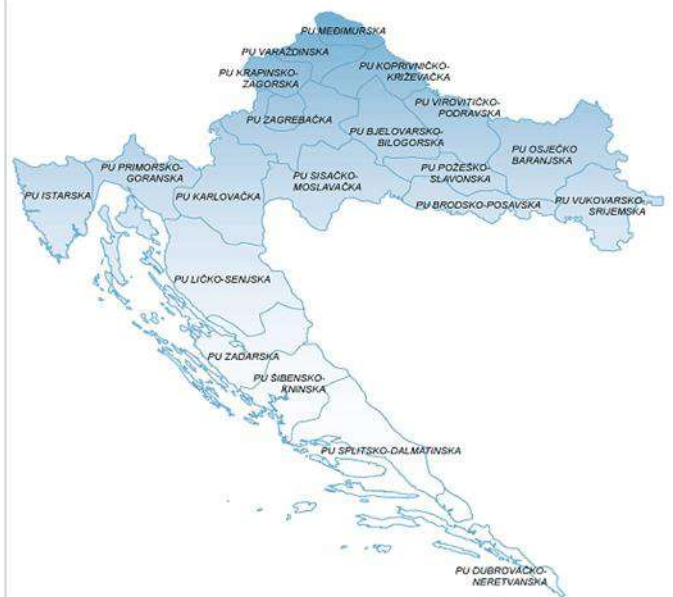 PU MEĐIMURSKA
PU VARAŽDINSKA
PU KRAPINSKO-
ZAGORSKA
PU KOPRIVNIČKO-
KRIŽEVAČKA
PU VIROVITIČKO-
PODRAVSKA
PU ZAGREBAČKA
PU BJELOVARSKO-
BILOGORSKA
PU OSJEČKO
BARANJSKA
PU PRIMORSKO-
GORANSKA
PU ISTARSKA
PU KARLOVAČKA
PU SISAČKO-
MOSLAVAČKA
PU POŽEŠKO-
SLAVONSKA
PU BRODSKO-POSAVSKA
PU VUKOVARSKO-
SRIJEMSKA
PU LIČKO-SENJSKA
PU ZADARSKA
PU ŠIBENSKO-
KNINSKA
PU SPLITSKO-DALMATINSKA
PU DUBROVAČKO-
NERETVANSKA